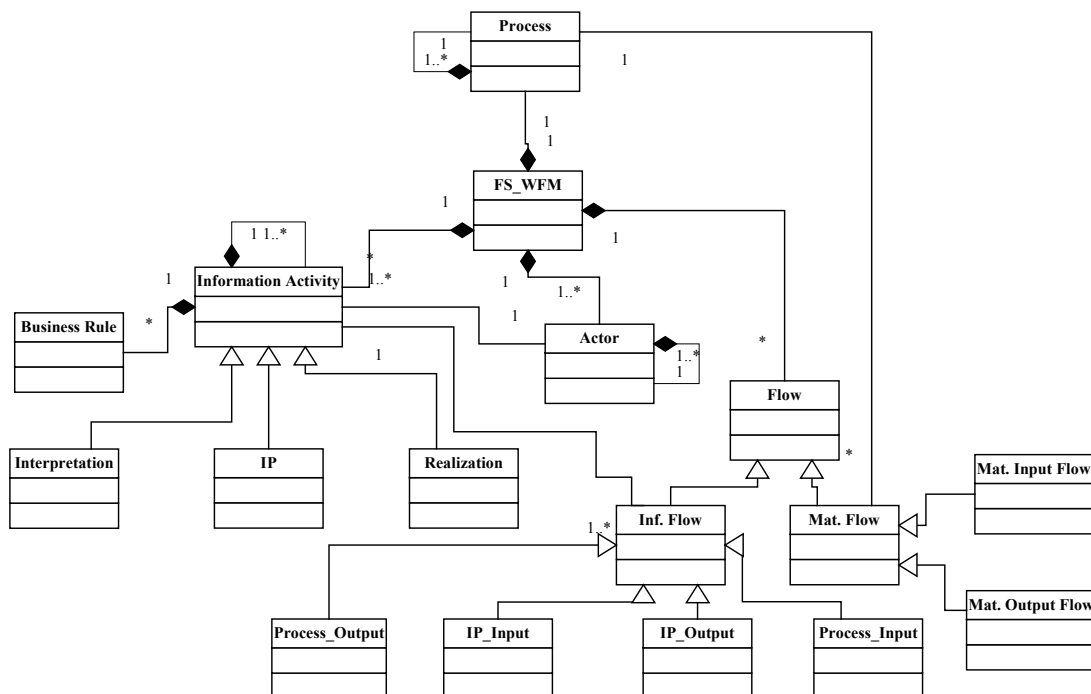 Process
1
1..*
1
1
1
FS_WFM
1
1
1 1..*
*
Information Activity
1
1..*
1
1..*
Business Rule
*
1
Actor
*
1..*
1
1
Flow
*
Interpretation
IP
Realization
Mat. Input Flow
Inf. Flow
Mat. Flow
1..*
Mat. Output Flow
Process_Output
IP_Input
IP_Output
Process_Input